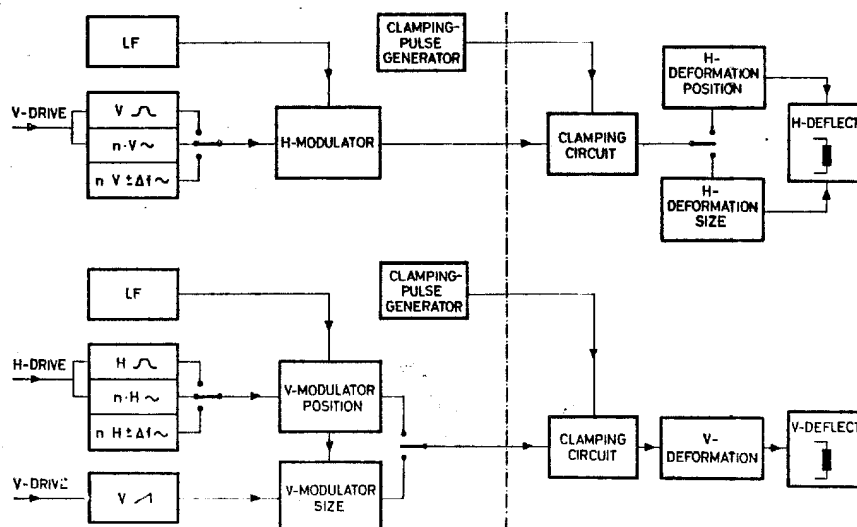 LF
CLAMPING-
PULSE
GENERATOR
V-DRIVE
V
n·V ~
n V ±Δf ~
H-MODULATOR
CLAMPING
CIRCUIT
H-
DEFORMATION
POSITION
H-DEFLECT
H-
DEFORMATION
SIZE
LF
CLAMPING-
PULSE
GENERATOR
H-DRIVE
H
n·H ~
n H ±Δf ~
V-MODULATOR
POSITION
V-DRIVE
V
V-MODULATOR
SIZE
CLAMPING
CIRCUIT
V-
DEFORMATION
V-DEFLECT